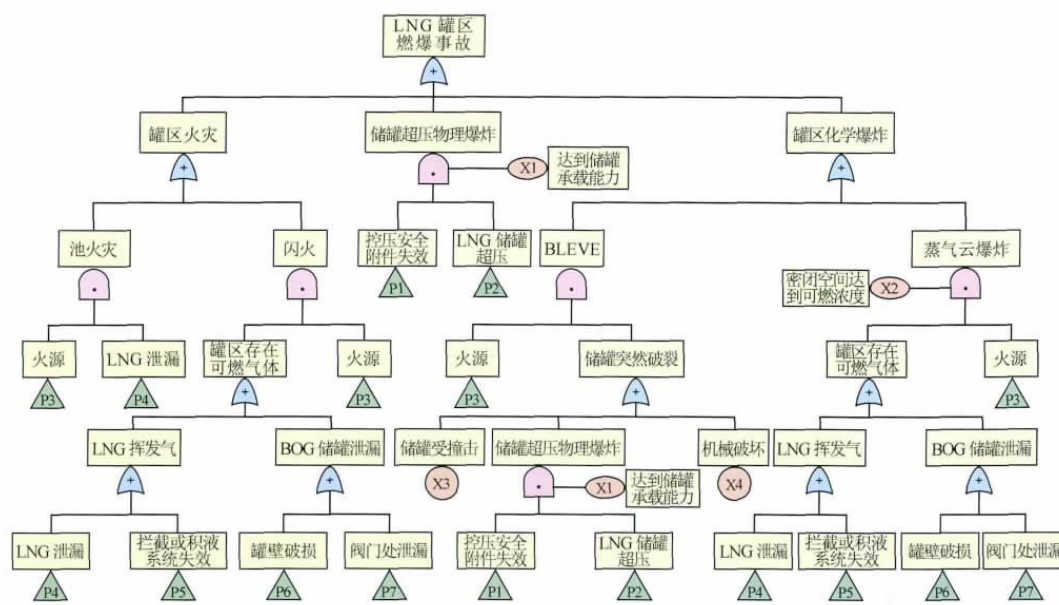 LNG 罐区
燃爆事故
+
罐区火灾
储罐超压物理爆炸
罐区化学爆炸
+
·
X1
达到储罐
承载能力
+
池火灾
闪火
控压安全
附件失效
P1
LNG 储罐
超压
P2
BLEVE
蒸气云爆炸
·
·
·
密闭空间达
到可燃浓度
X2
·
火源
P3
LNG 泄漏
P4
罐区存在
可燃气体
+
火源
P3
火源
P3
储罐突然破裂
+
罐区存在
可燃气体
+
火源
P3
LNG 挥发气
+
BOG 储罐泄漏
+
储罐受撞击
X3
储罐超压物理爆炸
·
X1
达到储罐
承载能力
机械破坏
X4
LNG 挥发气
+
BOG 储罐泄漏
+
LNG 泄漏
P4
拦截或积液
系统失效
P5
罐壁破损
P6
阀门处泄漏
P7
控压安全
附件失效
P1
LNG 储罐
超压
P2
LNG 泄漏
P4
拦截或积液
系统失效
P5
罐壁破损
P6
阀门处泄漏
P7